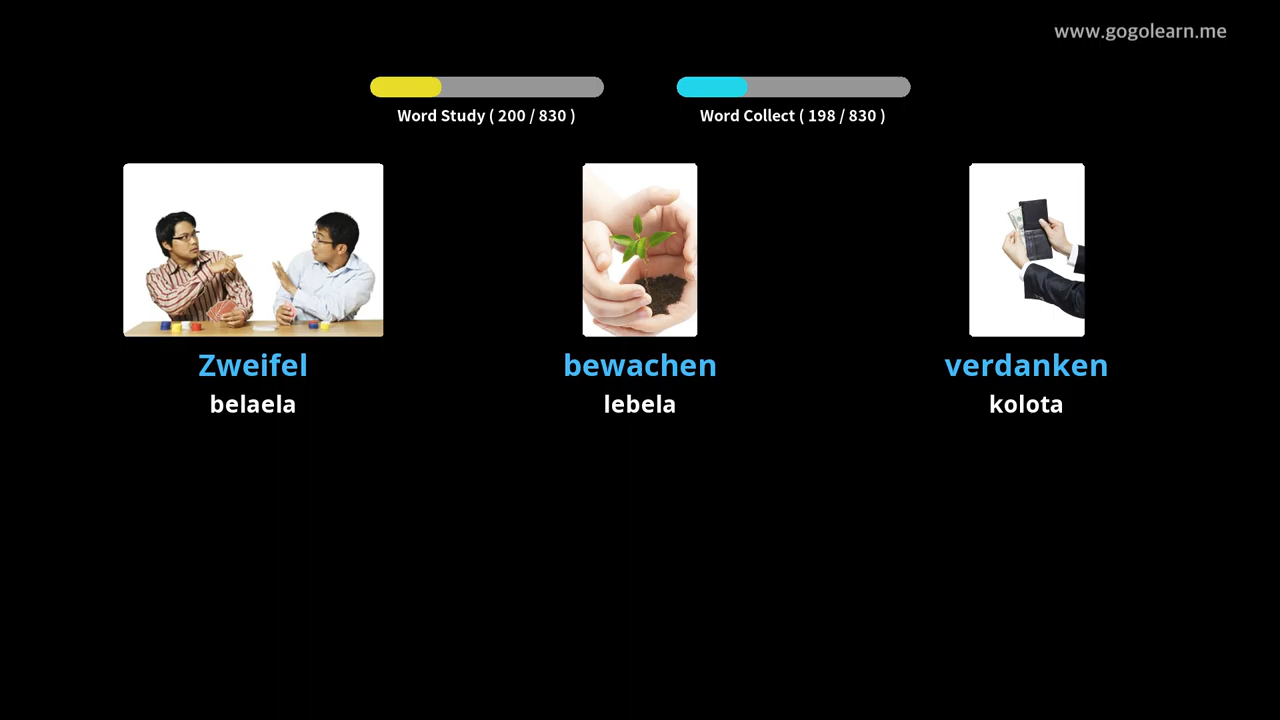 www.gogolearn.me
Word Study ( 200 / 830 )
Word Collect ( 198 / 830 )
Zweifel
belaela
bewachen
lebela
verdanken
kolota